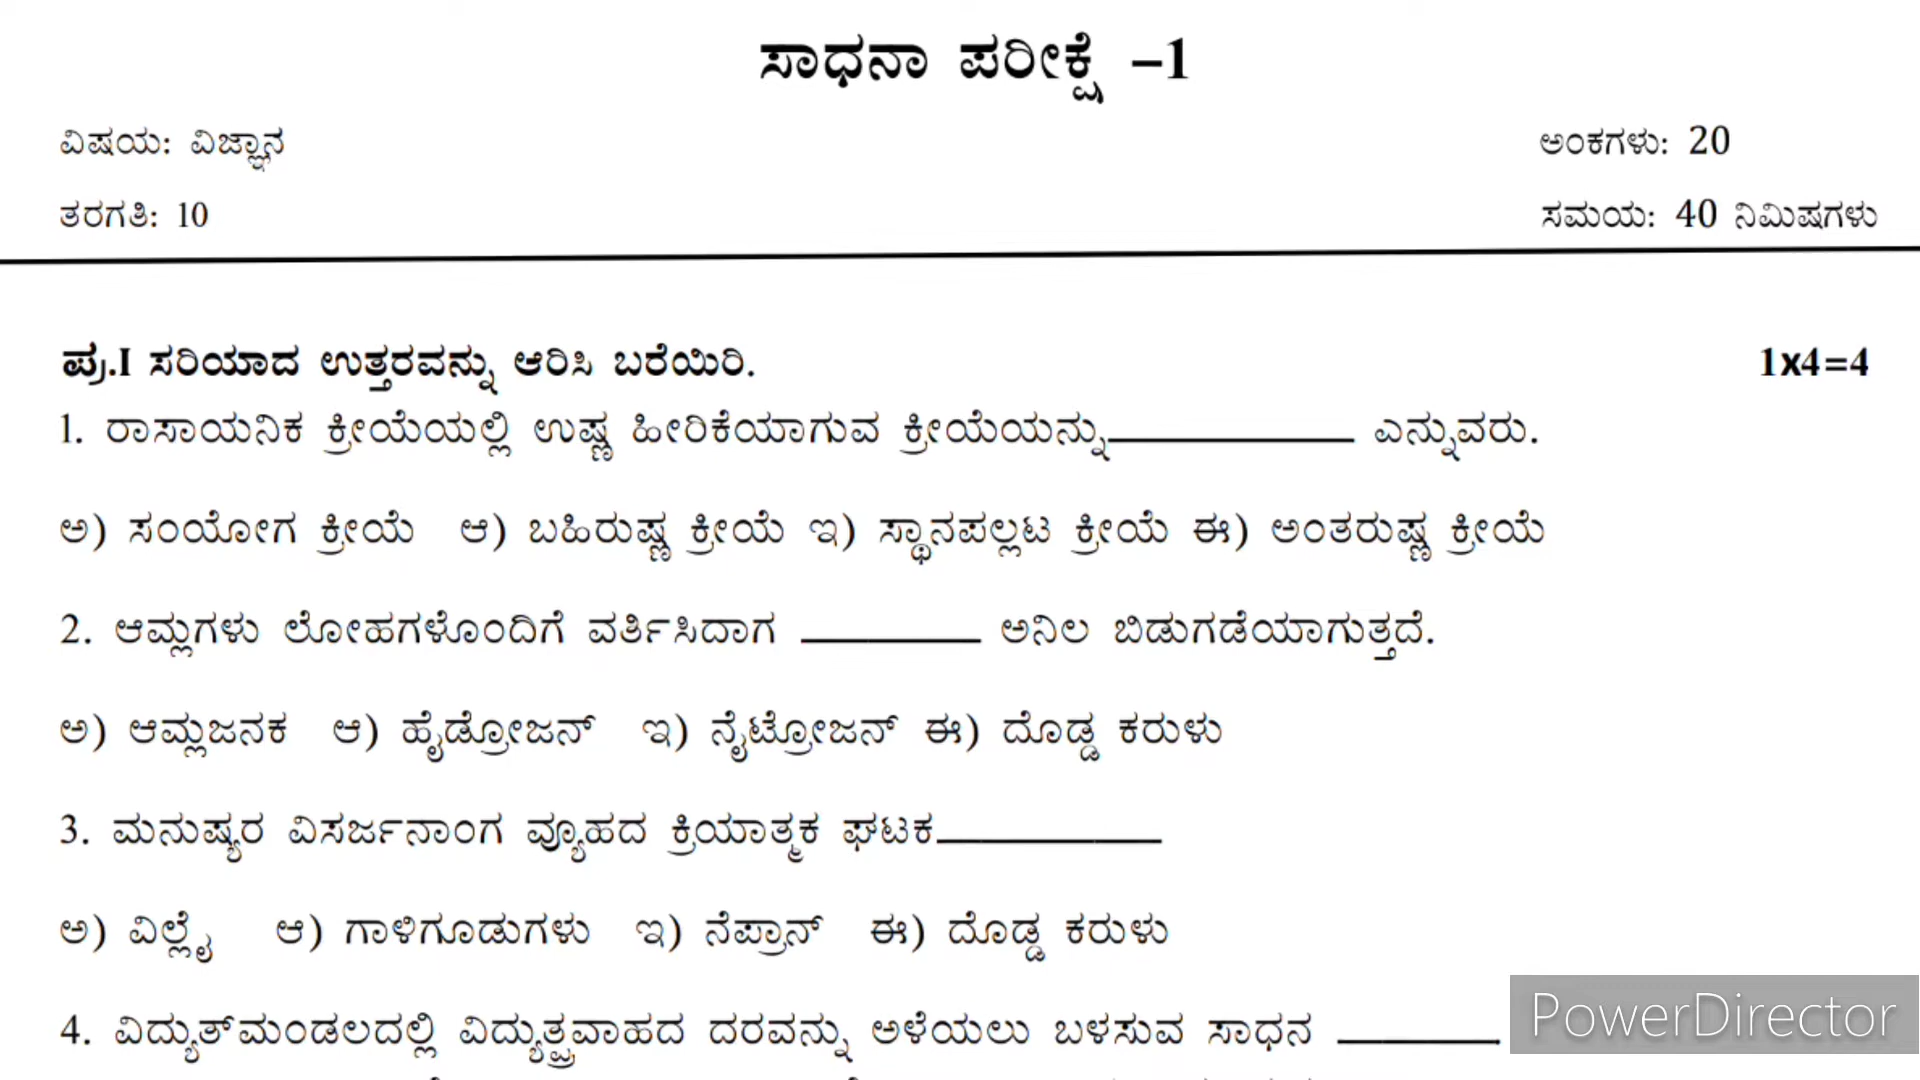 ಸಾಧನಾ ಪರೀಕ್ಷೆ –1
ವಿಷಯ: ವಿಜ್ಞಾನ
ಅಂಕಗಳು: 20
ತರಗತಿ: 10
ಸಮಯ: 40 ನಿಮಿಷಗಳು
ಪ್ರ.I ಸರಿಯಾದ ಉತ್ತರವನ್ನು ಆರಿಸಿ ಬರೆಯಿರಿ. 1x4=4
1. ರಾಸಾಯನಿಕ ಕ್ರೀಯೆಯಲ್ಲಿ ಉಷ್ಣ ಹೀರಿಕೆಯಾಗುವ ಕ್ರೀಯೆಯನ್ನು__________ ಎನ್ನುವರು.
ಅ) ಸಂಯೋಗ ಕ್ರೀಯೆ ಆ) ಬಹಿರುಷ್ಣ ಕ್ರೀಯೆ ಇ) ಸ್ಥಾನಪಲ್ಲಟ ಕ್ರೀಯೆ ಈ) ಅಂತರುಷ್ಣ ಕ್ರೀಯೆ
2. ಆಮ್ಲಗಳು ಲೋಹಗಳೊಂದಿಗೆ ವರ್ತಿಸಿದಾಗ ________ ಅನಿಲ ಬಿಡುಗಡೆಯಾಗುತ್ತದೆ.
ಅ) ಆಮ್ಲಜನಕ ಆ) ಹೈಡ್ರೋಜನ್ ಇ) ನೈಟ್ರೋಜನ್ ಈ) ದೊಡ್ಡ ಕರುಳು
3. ಮನುಷ್ಯರ ವಿಸರ್ಜನಾಂಗ ವ್ಯೂಹದ ಕ್ರಿಯಾತ್ಮಕ ಘಟಕ__________
ಅ) ವಿಲ್ಲೈ ಆ) ಗಾಳಿಗೂಡುಗಳು ಇ) ನೆಪ್ರಾನ್ ಈ) ದೊಡ್ಡ ಕರುಳು
4. ವಿದ್ಯುತ್‌ಮಂಡಲದಲ್ಲಿ ವಿದ್ಯುತ್ಪ್ರವಾಹದ ದರವನ್ನು ಅಳೆಯಲು ಬಳಸುವ ಸಾಧನ _______.
PowerDirector